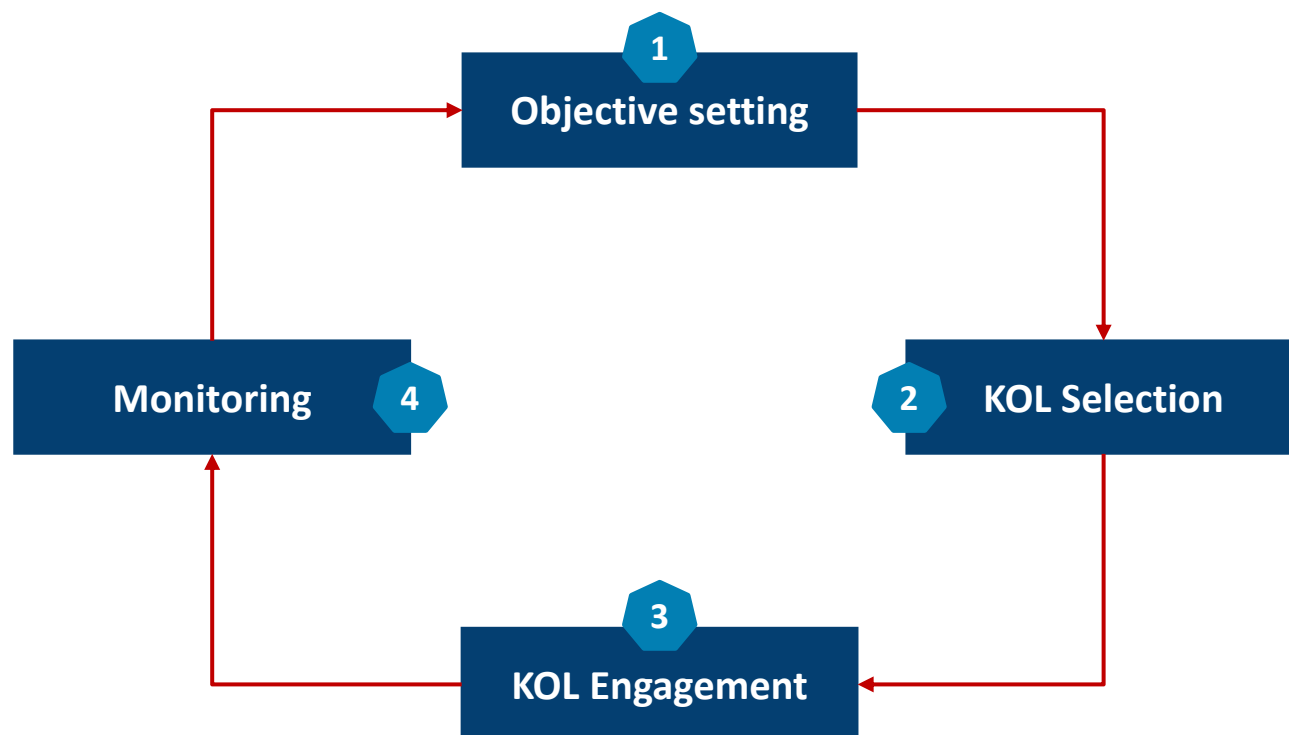 1
Objective setting
2
KOL Selection
3
KOL Engagement
4
Monitoring